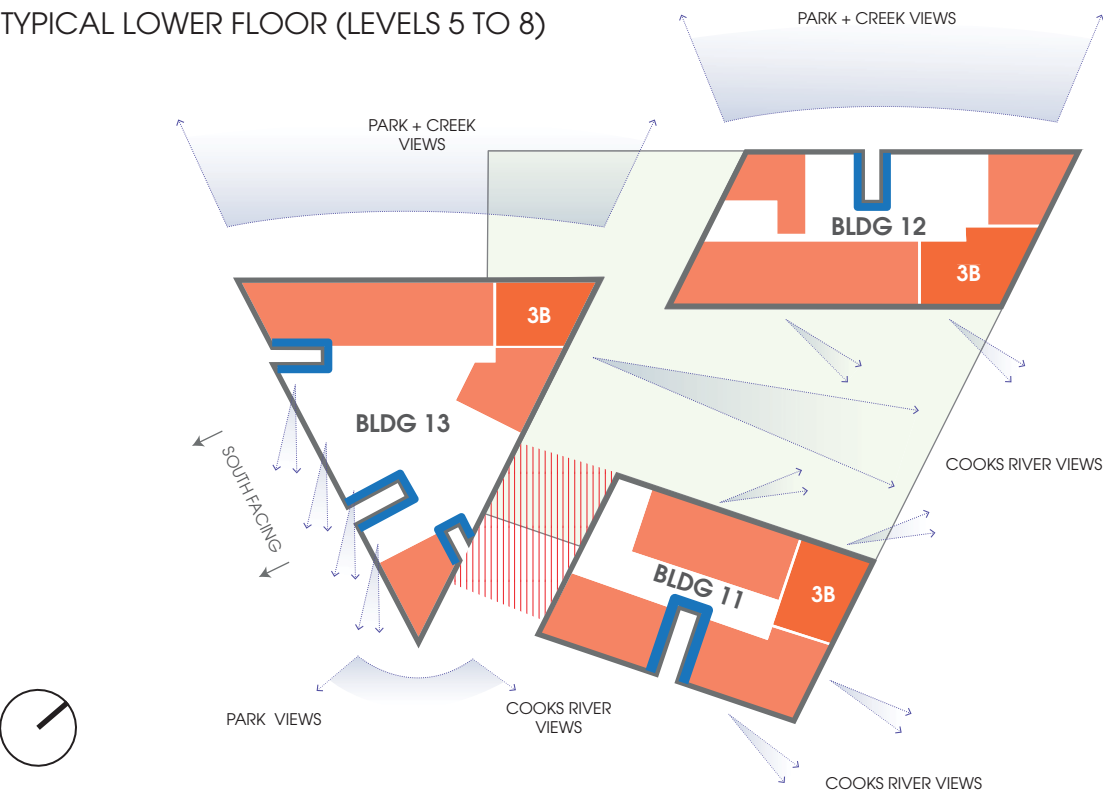 TYPICAL LOWER FLOOR (LEVELS 5 TO 8)
PARK + CREEK VIEWS
PARK + CREEK
VIEWS
BLDG 12
3B
3B
BLDG 13
SOUTH FACING
COOKS RIVER VIEWS
BLDG 11
3B
PARK VIEWS
COOKS RIVER
VIEWS
COOKS RIVER VIEWS